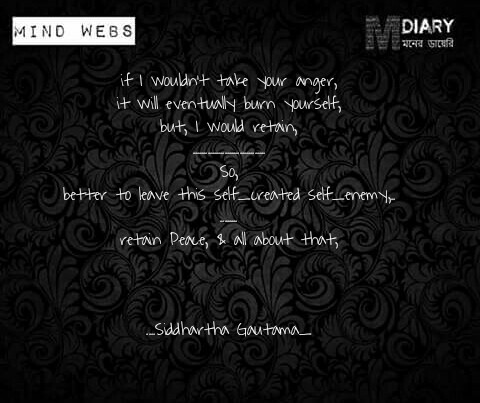 MIND WEBS
M DIARY
মনের ডায়েরি
if I wouldn't take your anger,
it will eventually burn yourself,
but, I would retain,
___________
So,
better to leave this self_created self_enemy,.
...__
retain Peace, & all about that,
...Siddhartha Gautama_